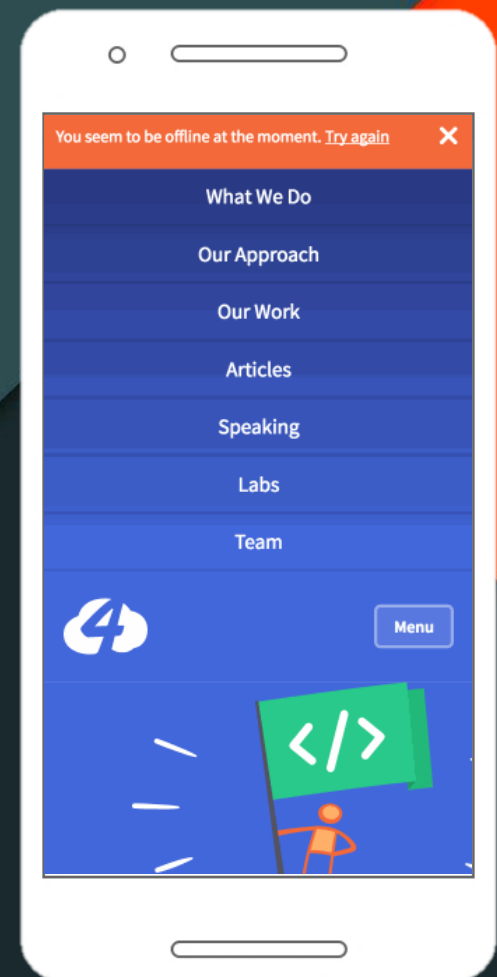 You seem to be offline at the moment. Try again
What We Do
Our Approach
Our Work
Articles
Speaking
Labs
Team
4
Menu
</>